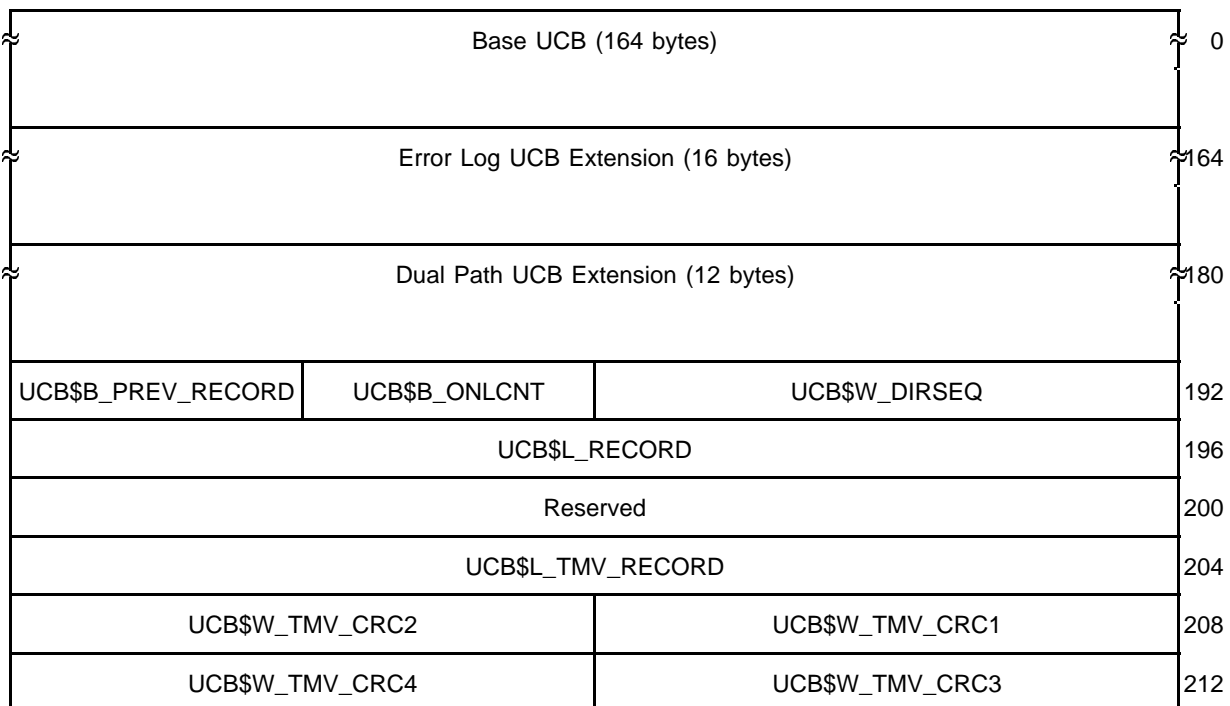 Base UCB (164 bytes) 0
Error Log UCB Extension (16 bytes) 164
Dual Path UCB Extension (12 bytes) 180
UCB$B_PREV_RECORD UCB$B_ONLCNT UCB$W_DIRSEQ 192
UCB$L_RECORD 196
Reserved 200
UCB$L_TMV_RECORD 204
UCB$W_TMV_CRC2 UCB$W_TMV_CRC1 208
UCB$W_TMV_CRC4 UCB$W_TMV_CRC3 212